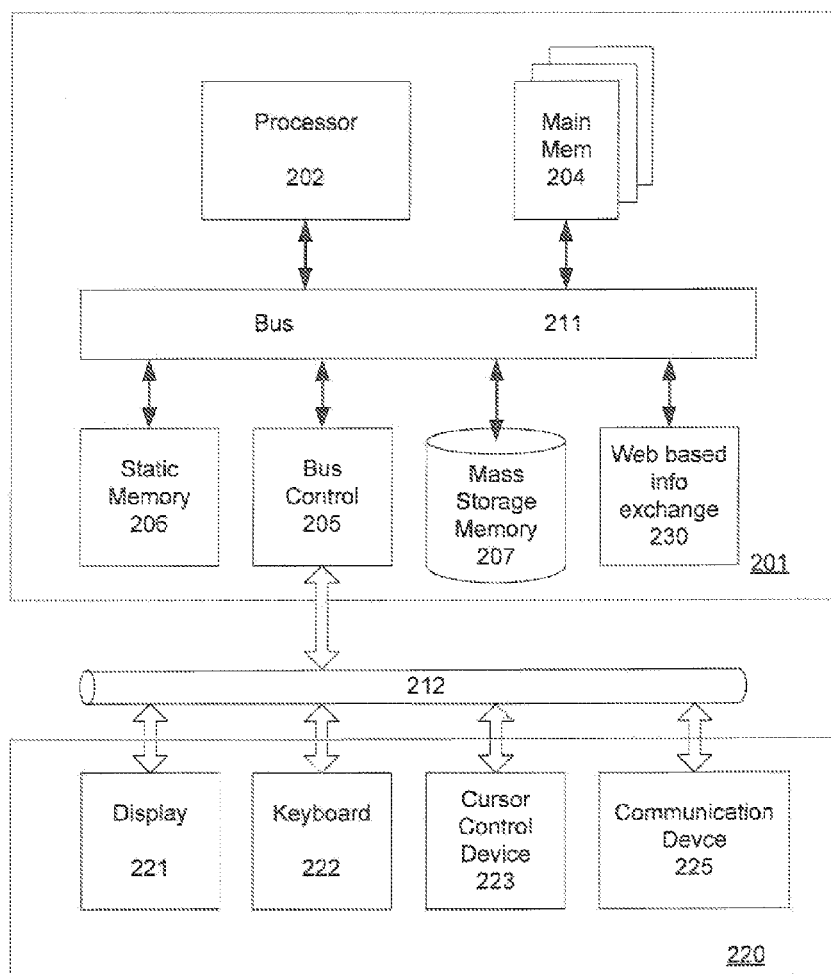 Processor
202
Main
Mem
204
Bus 211
Static
Memory
206
Bus
Control
205
Mass
Storage
Memory
207
Web based
info
exchange
230
201
212
Display
221
Keyboard
222
Cursor
Control
Device
223
Communication
Devce
225
220